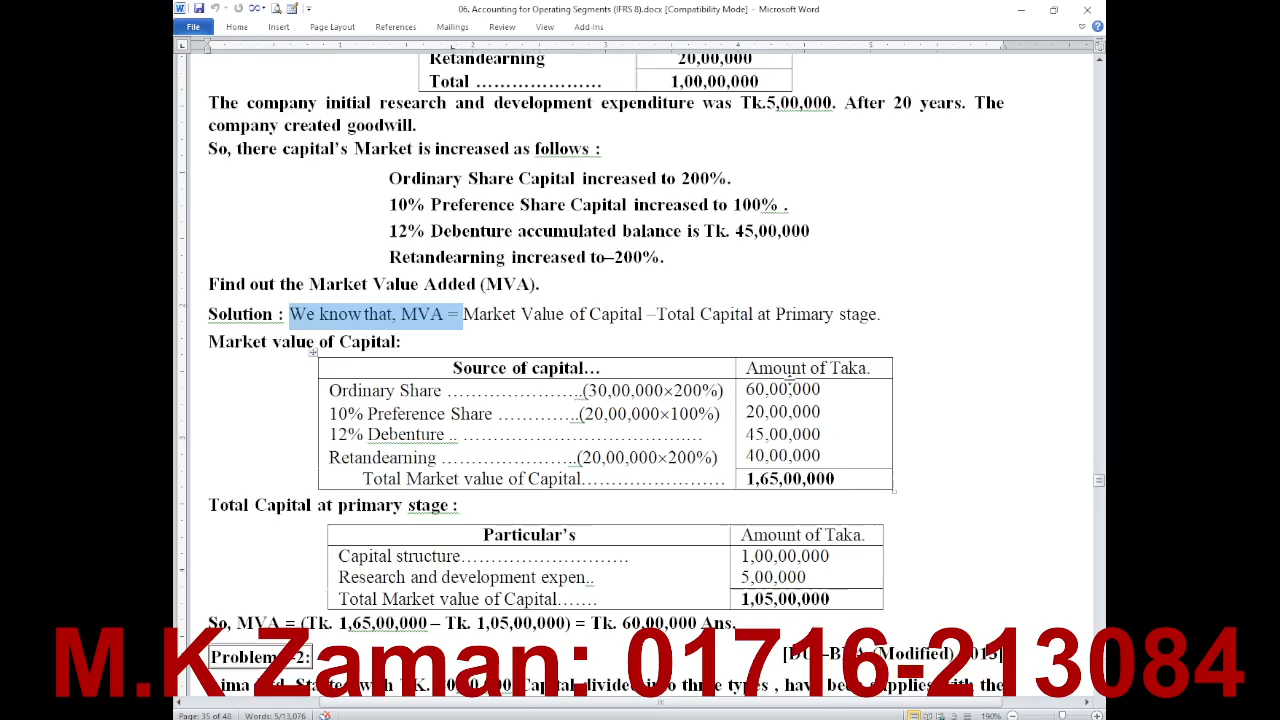 06. Accounting for Operating Segments (IFRS 8).docx [Compatibility Mode] - Microsoft Word
File Home Insert Page Layout References Mailings Review View Add-Ins
Retandearning 20,00,000
Total ………………… 1,00,00,000
The company initial research and development expenditure was Tk.5,00,000. After 20 years. The
company created goodwill.
So, there capital's Market is increased as follows :
Ordinary Share Capital increased to 200%.
10% Preference Share Capital increased to 100% .
12% Debenture accumulated balance is Tk. 45,00,000
Retandearning increased to–200%.
Find out the Market Value Added (MVA).
Solution : We know that, MVA = Market Value of Capital –Total Capital at Primary stage.
Market value of Capital:
Source of capital… Amount of Taka.
Ordinary Share …………………..(30,00,000×200%) 60,00,000
10% Preference Share …………..(20,00,000×100%) 20,00,000
12% Debenture .. ………………………………….… 45,00,000
Retandearning …………………..(20,00,000×200%) 40,00,000
Total Market value of Capital…………………… 1,65,00,000
Total Capital at primary stage :
Particular's Amount of Taka.
Capital structure………………………. 1,00,00,000
Research and development expen.. 5,00,000
Total Market value of Capital……. 1,05,00,000
So, MVA = (Tk. 1,65,00,000 – Tk. 1,05,00,000) = Tk. 60,00,000 Ans.
M.K Zaman: 01716-213084
Page: 35 of 48 Words: 5/13,076 190%